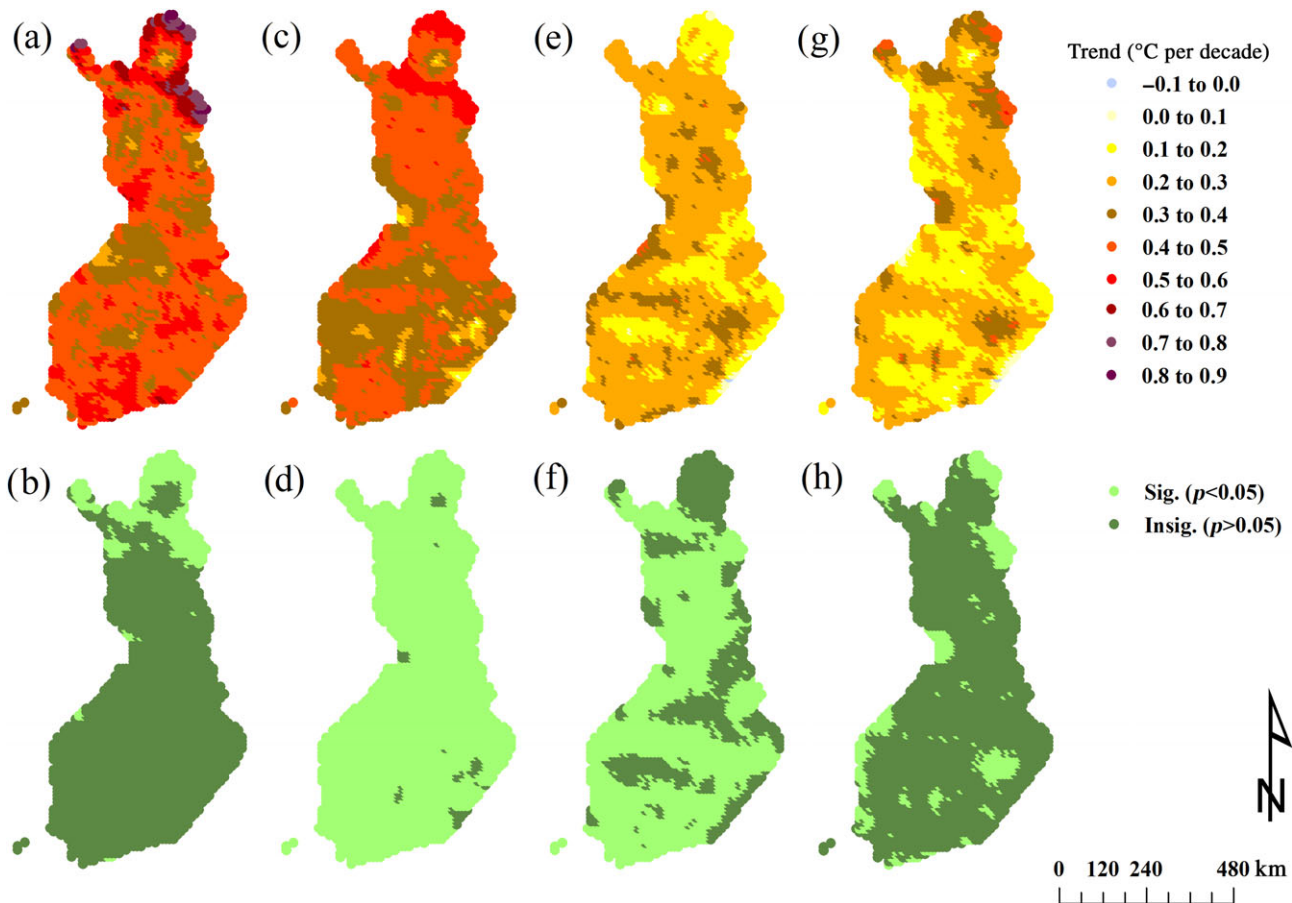 (a)
(c)
(e)
(g)
Trend (°C per decade)
−0.1 to 0.0
0.0 to 0.1
0.1 to 0.2
0.2 to 0.3
0.3 to 0.4
0.4 to 0.5
0.5 to 0.6
0.6 to 0.7
0.7 to 0.8
0.8 to 0.9
(b)
(d)
(f)
(h)
Sig. (p<0.05)
Insig. (p>0.05)
N
0 120 240 480 km